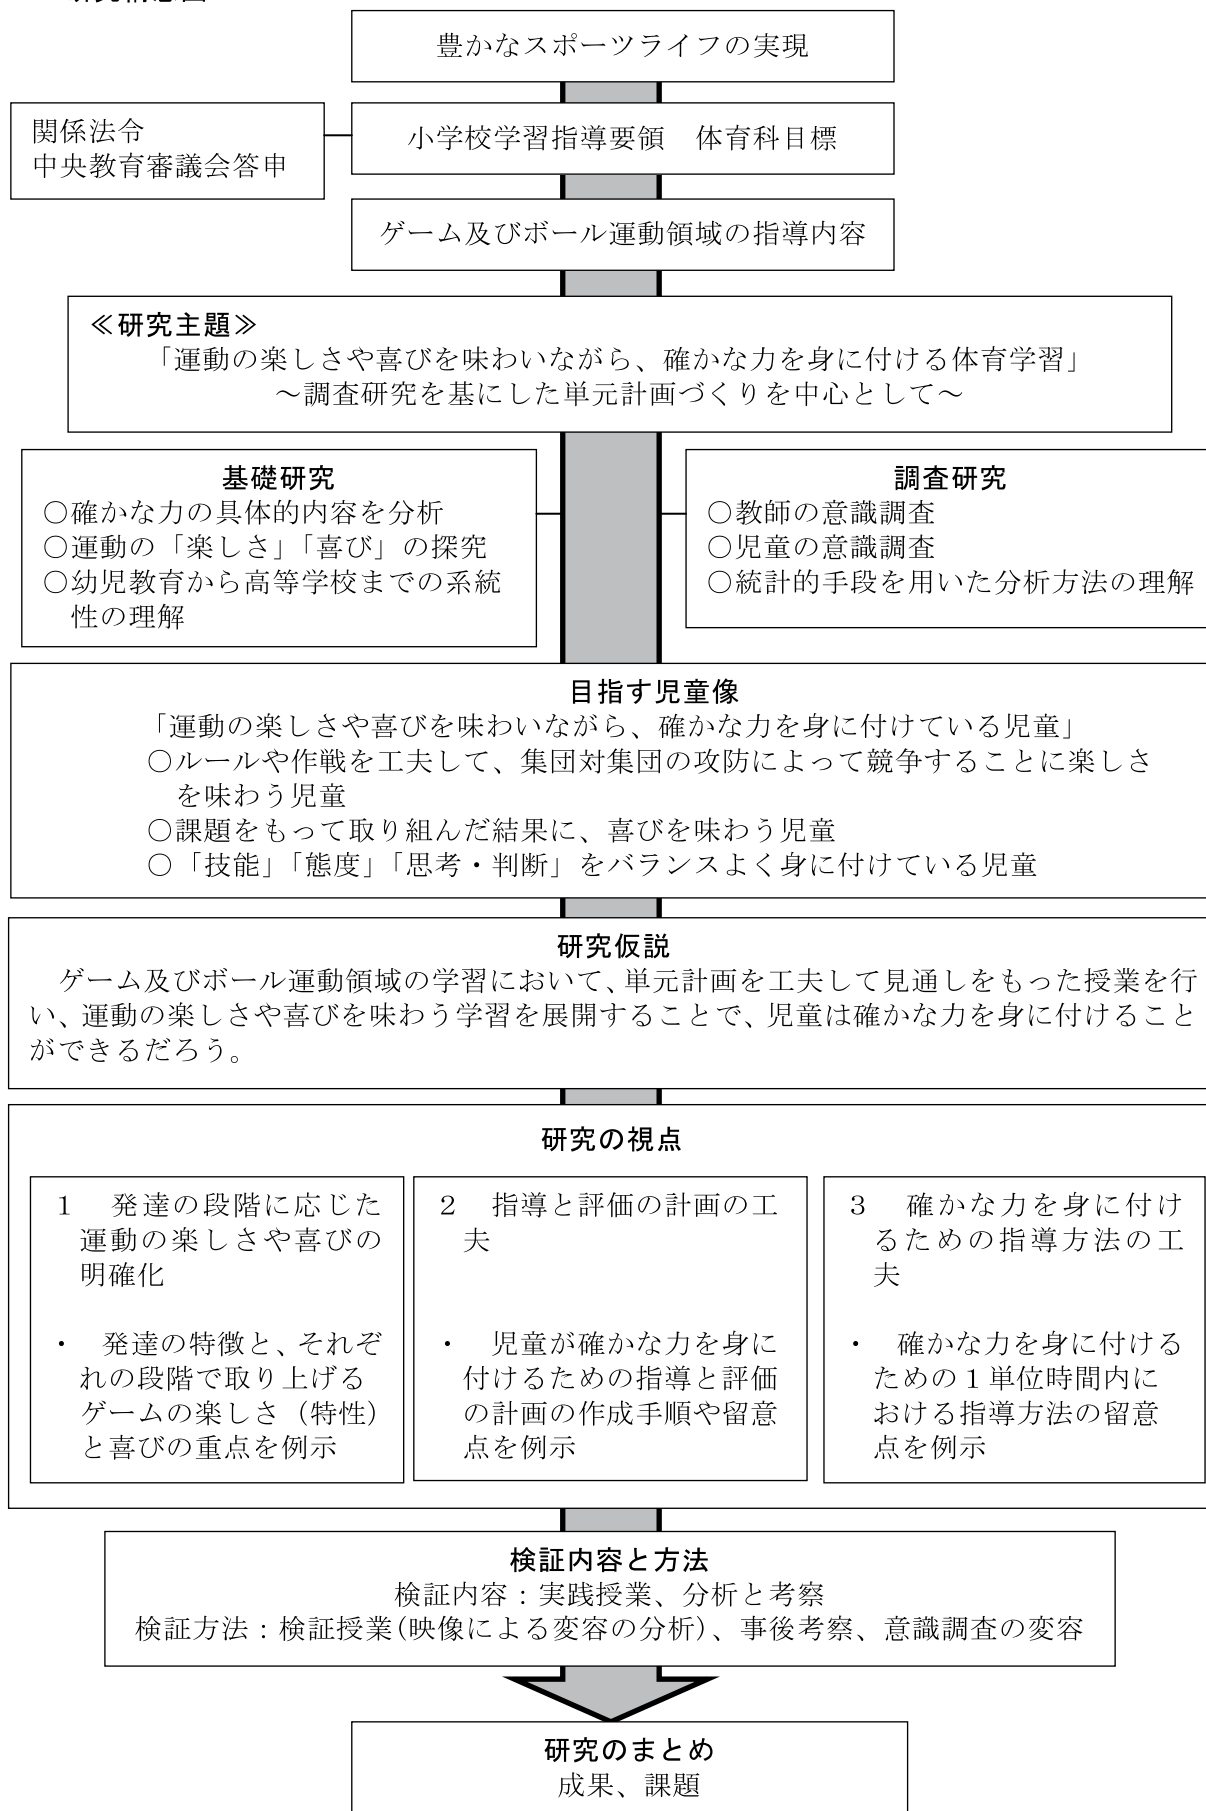 豊かなスポーツライフの実現
関係法令
中央教育審議会答申
小学校学習指導要領　体育科目標
ゲーム及びボール運動領域の指導内容
≪研究主題≫
「運動の楽しさや喜びを味わいながら、確かな力を身に付ける体育学習」
～調査研究を基にした単元計画づくりを中心として～
基礎研究
○確かな力の具体的内容を分析
○運動の「楽しさ」「喜び」の探究
○幼児教育から高等学校までの系統
性の理解
調査研究
○教師の意識調査
○児童の意識調査
○統計的手段を用いた分析方法の理解
目指す児童像
「運動の楽しさや喜びを味わいながら、確かな力を身に付けている児童」
○ルールや作戦を工夫して、集団対集団の攻防によって競争することに楽しさ
を味わう児童
○課題をもって取り組んだ結果に、喜びを味わう児童
○「技能」「態度」「思考・判断」をバランスよく身に付けている児童
研究仮説
ゲーム及びボール運動領域の学習において、単元計画を工夫して見通しをもった授業を行
い、運動の楽しさや喜びを味わう学習を展開することで、児童は確かな力を身に付けること
ができるだろう。
研究の視点
１　発達の段階に応じた
運動の楽しさや喜びの
明確化
・　発達の特徴と、それぞ
れの段階で取り上げる
ゲームの楽しさ（特性）
と喜びの重点を例示
２　指導と評価の計画の工
夫
・　児童が確かな力を身に
付けるための指導と評価
の計画の作成手順や留意
点を例示
３　確かな力を身に付け
るための指導方法の工
夫
・　確かな力を身に付ける
ための１単位時間内に
おける指導方法の留意
点を例示
検証内容と方法
検証内容：実践授業、分析と考察
検証方法：検証授業(映像による変容の分析)、事後考察、意識調査の変容
研究のまとめ
成果、課題